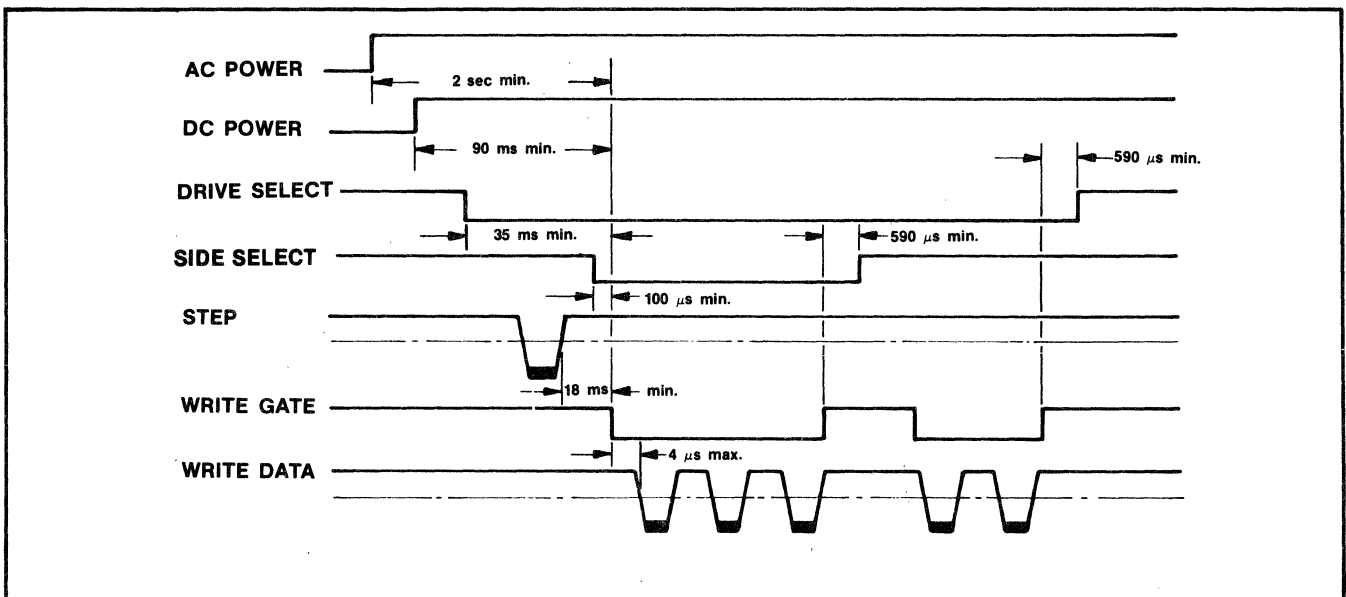 AC POWER
2 sec min.
DC POWER
90 ms min.
590 μs min.
DRIVE SELECT
35 ms min.
590 μs min.
SIDE SELECT
100 μs min.
STEP
18 ms min.
WRITE GATE
4 μs max.
WRITE DATA